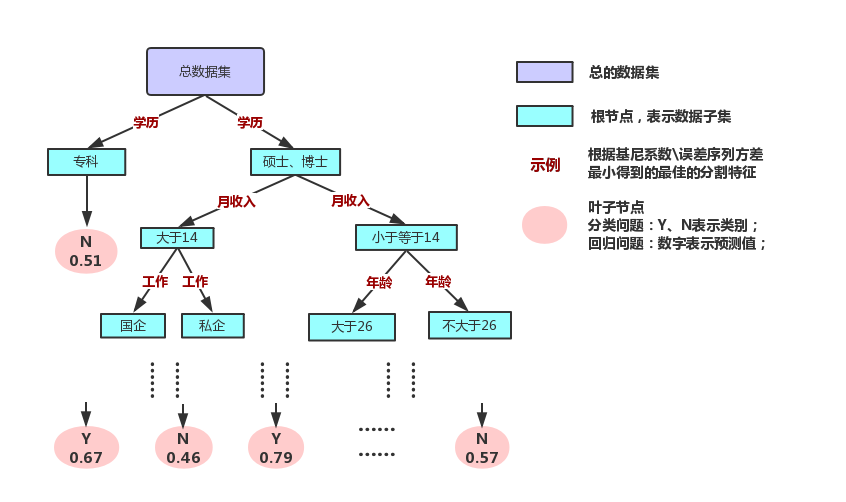 总数据集
学历
学历
专科
硕士、博士
月收入
月收入
N
0.51
大于14
小于等于14
工作
工作
年龄
年龄
国企
私企
大于26
不大于26
Y
0.67
N
0.46
Y
0.79
N
0.57
总的数据集
根节点，表示数据子集
示例
根据基尼系数\误差序列方差
最小得到的最佳的分割特征
叶子节点
分类问题：Y、N表示类别；
回归问题：数字表示预测值；